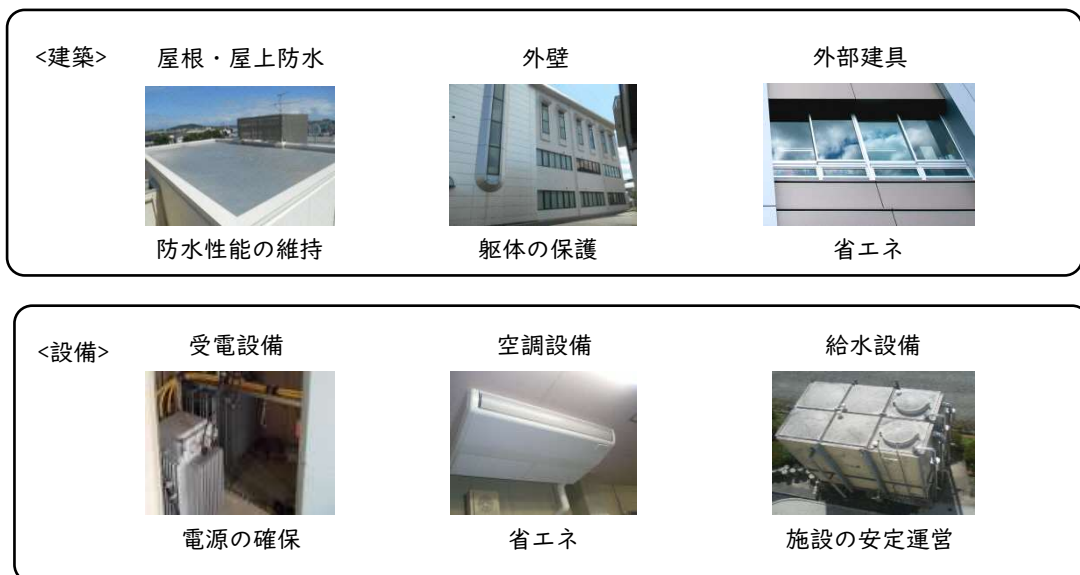 <建築> 屋根・屋上防水 外壁 外部建具
防水性能の維持 躯体の保護 省エネ
<設備> 受電設備 空調設備 給水設備
電源の確保 省エネ 施設の安定運営